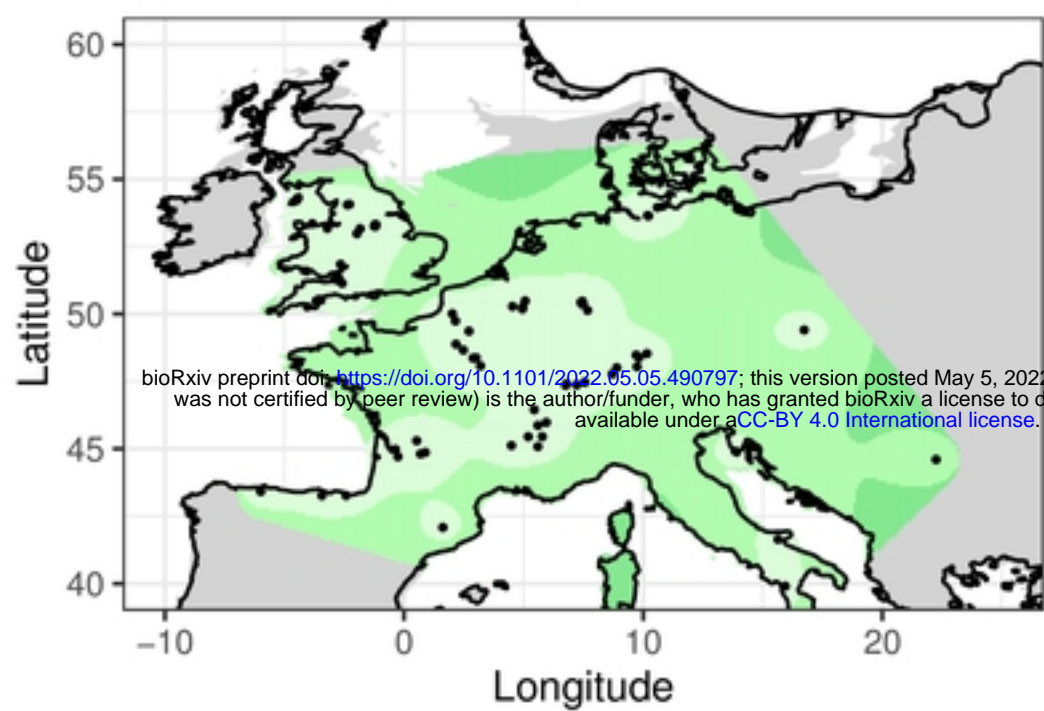 60
55
50
45
40
Latitude
bioRxiv preprint doi: https://doi.org/10.1101/2022.05.05.490797; this version posted May 5, 2022
was not certified by peer review) is the author/funder, who has granted bioRxiv a license to d
available under aCC-BY 4.0 International license.
−10
0
10
20
Longitude